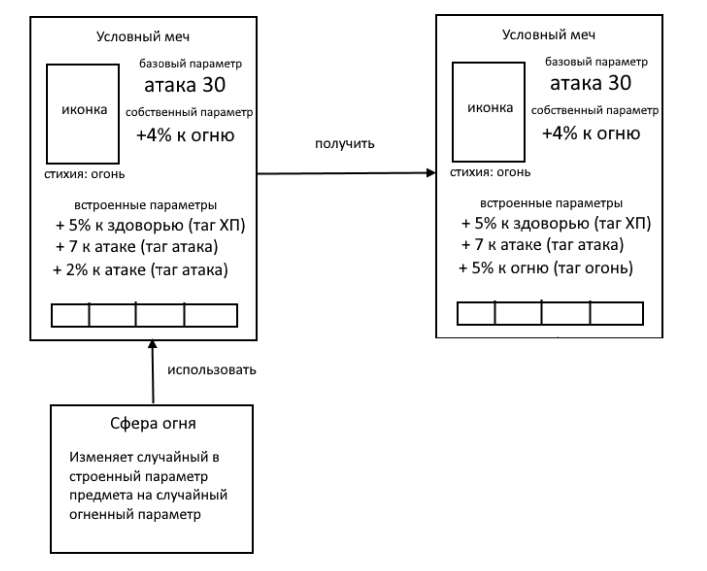 Условный меч
базовый параметр
атака 30
иконка
собственный параметр
+4% к огню
стихия: огонь
встроенные параметры
+ 5% к здоворью (таг ХП)
+ 7 к атаке (таг атака)
+ 2% к атаке (таг атака)
получить
Условный меч
базовый параметр
атака 30
иконка
собственный параметр
+4% к огню
стихия: огонь
встроенные параметры
+ 5% к здоворью (таг ХП)
+ 7 к атаке (таг атака)
+ 5% к огню (таг огонь)
использовать
Сфера огня
Изменяет случайный в
строенный параметр
предмета на случайный
огненный параметр